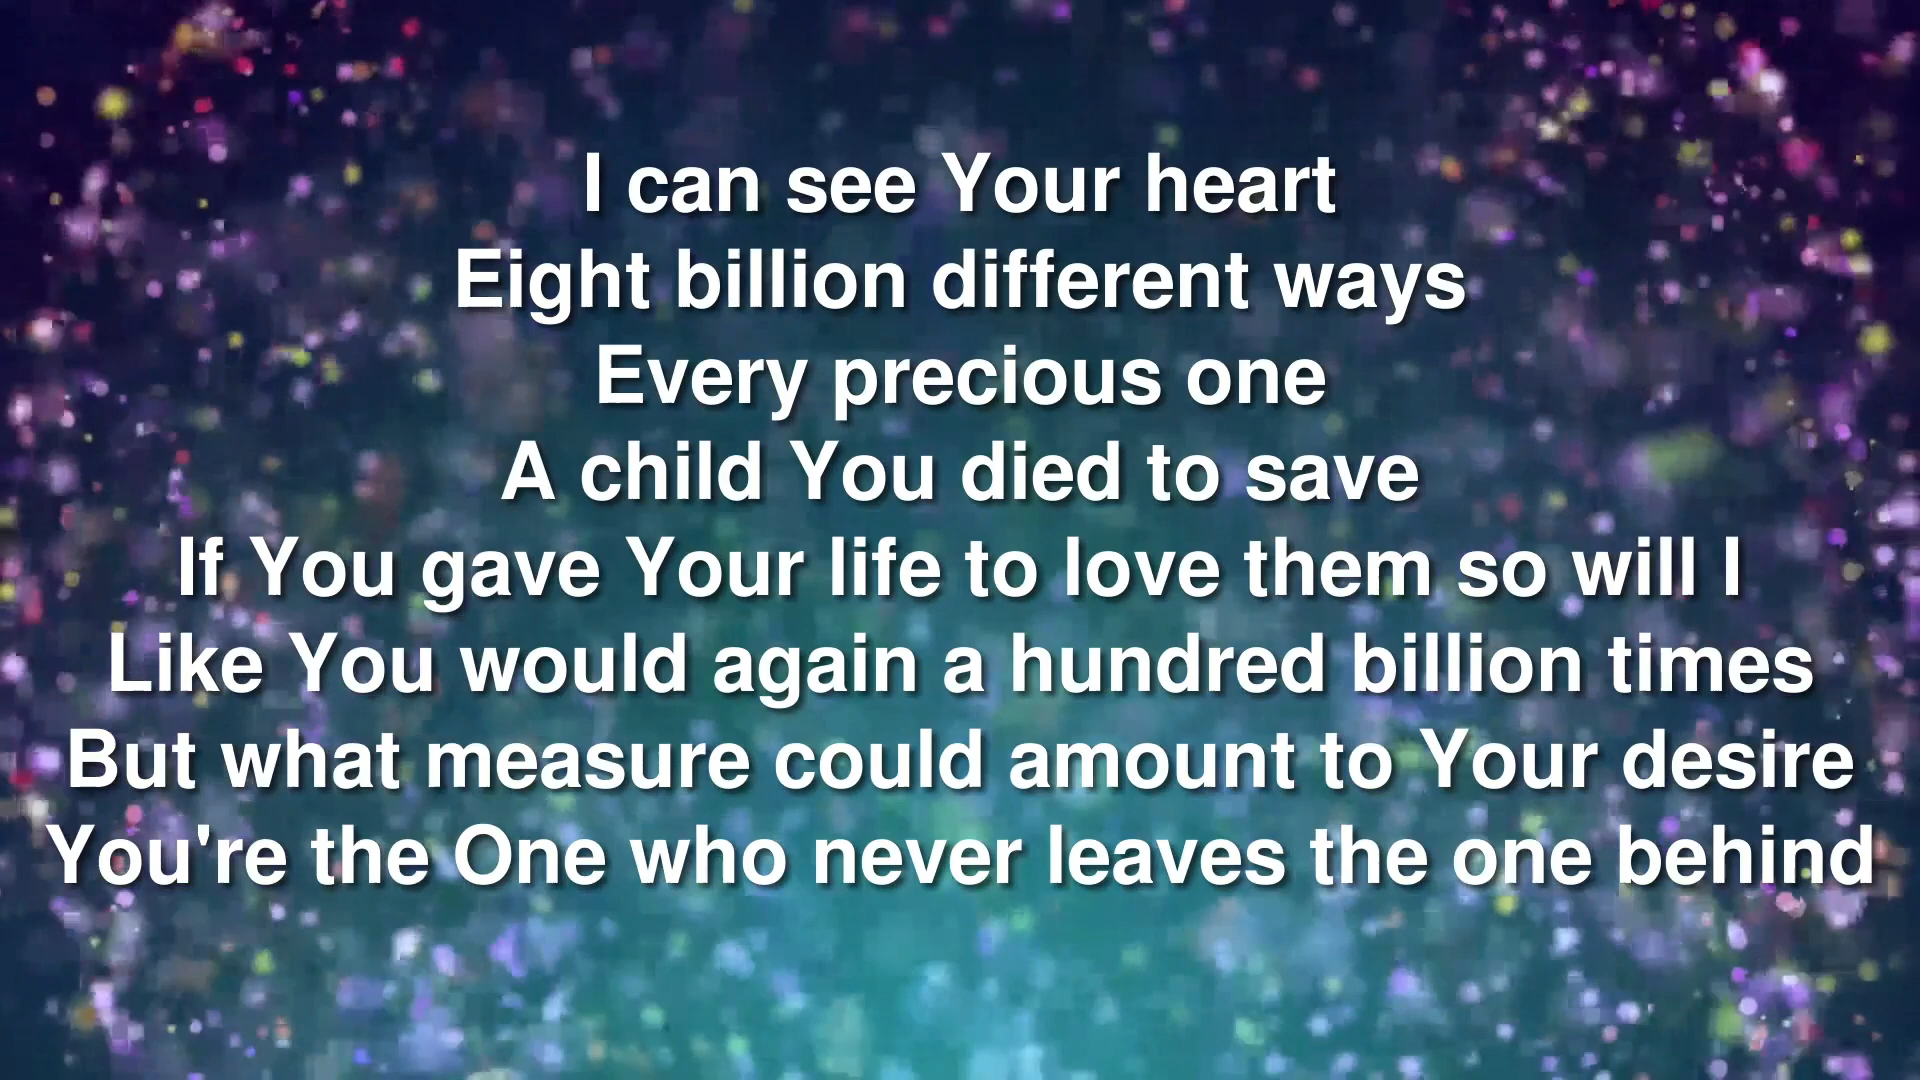 I can see Your heart
Eight billion different ways
Every precious one
A child You died to save
If You gave Your life to love them so will I
Like You would again a hundred billion times
But what measure could amount to Your desire
You're the One who never leaves the one behind